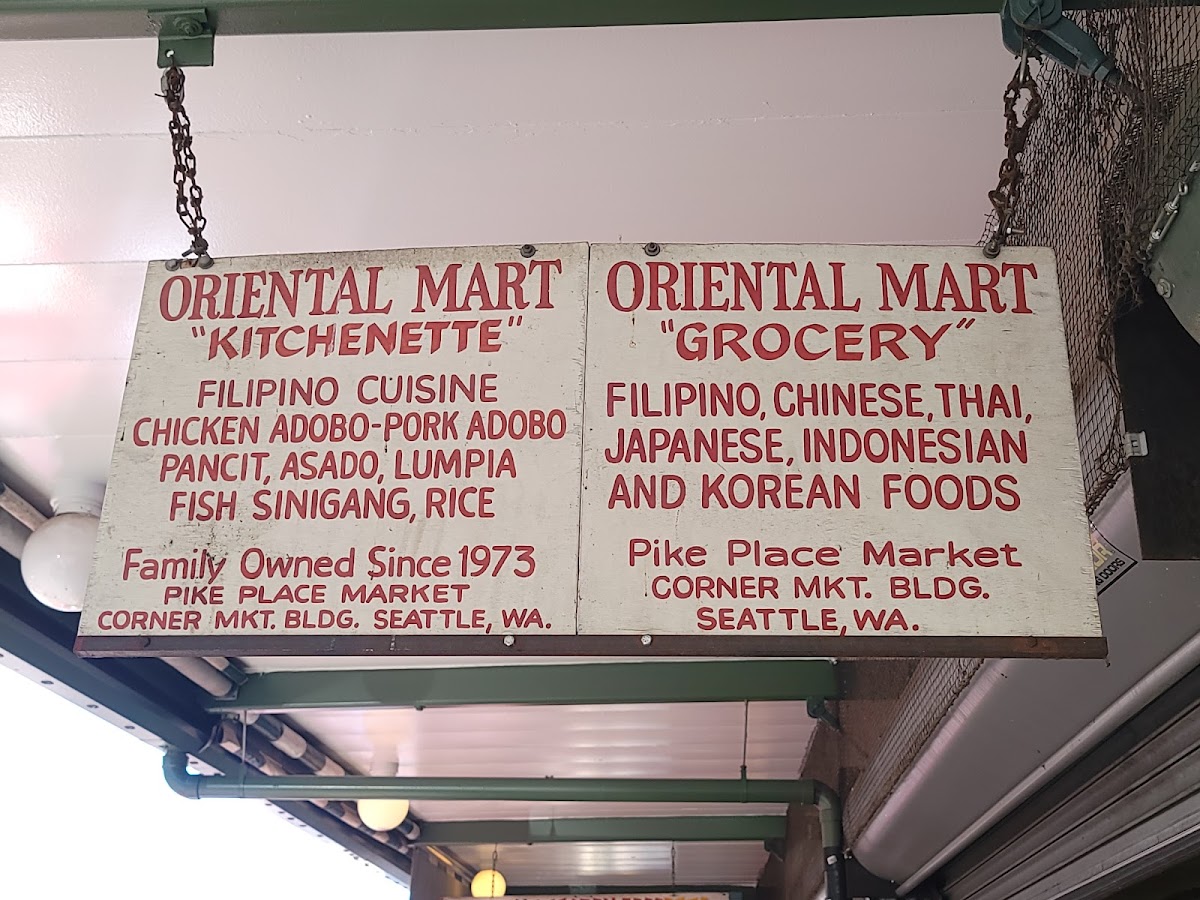 ORIENTAL MART
"KITCHENETTE"
FILIPINO CUISINE
CHICKEN ADOBO-PORK ADOBO
PANCIT, ASADO, LUMPIA
FISH SINIGANG, RICE
Family Owned Since 1973
PIKE PLACE MARKET
CORNER MKT. BLDG. SEATTLE, WA.
ORIENTAL MART
"GROCERY"
FILIPINO, CHINESE, THAI,
JAPANESE, INDONESIAN
AND KOREAN FOODS
Pike Place Market
CORNER MKT. BLDG.
SEATTLE, WA.